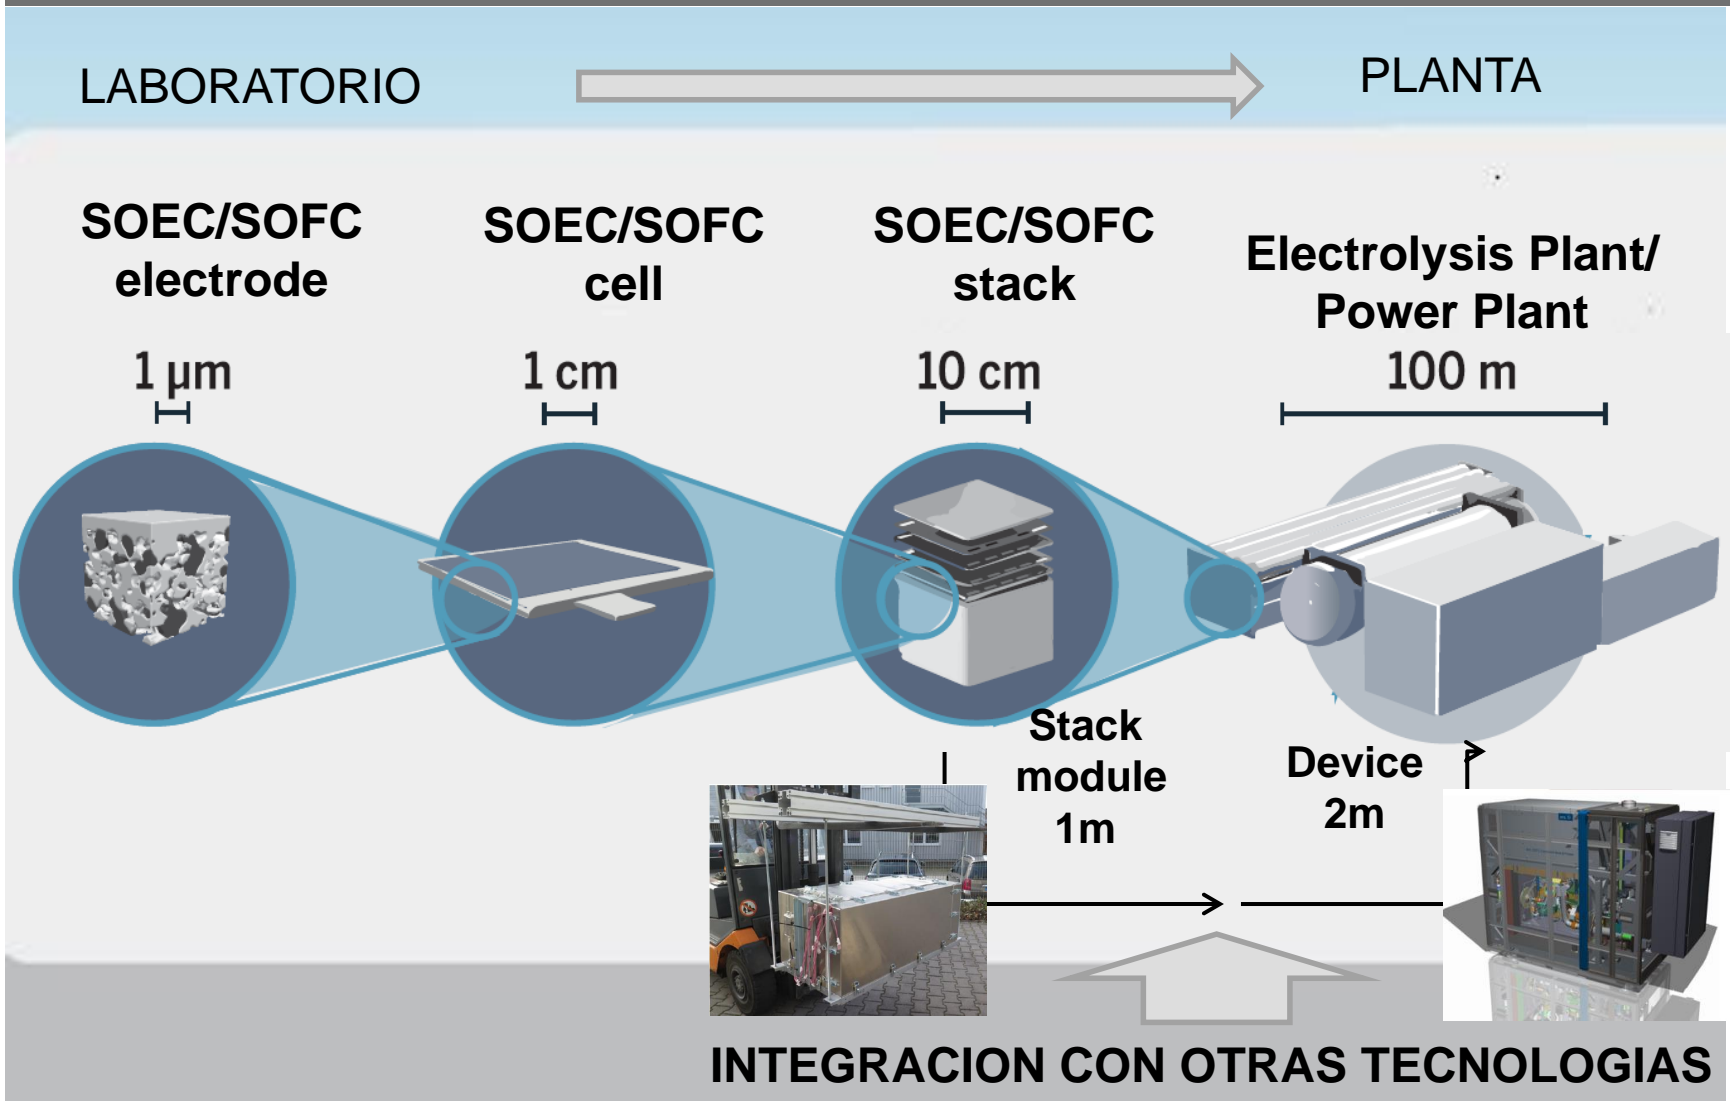 LABORATORIO
PLANTA
SOEC/SOFC
electrode
SOEC/SOFC
cell
SOEC/SOFC
stack
Electrolysis Plant/
Power Plant
1 µm
1 cm
10 cm
100 m
Stack
module
1m
Device
2m
INTEGRACION CON OTRAS TECNOLOGIAS